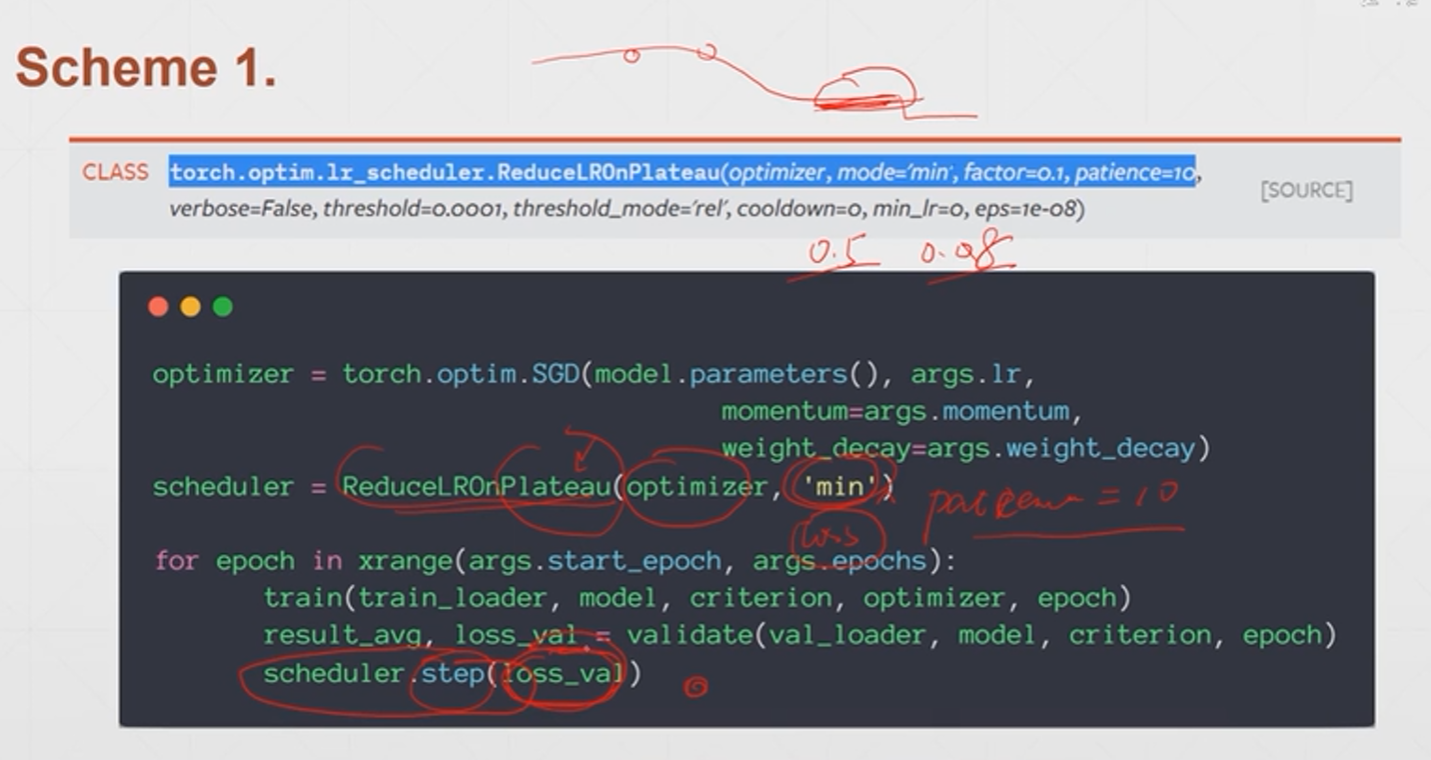 Scheme 1.
CLASS torch.optim.lr_scheduler.ReduceLROnPlateau(optimizer, mode='min', factor=0.1, patience=10,
verbose=False, threshold=0.0001, threshold_mode='rel', cooldown=0, min_lr=0, eps=1e-08)
[SOURCE]
0.5 0.08
optimizer = torch.optim.SGD(model.parameters(), args.lr,
momentum=args.momentum,
weight_decay=args.weight_decay)
scheduler = ReduceLROnPlateau(optimizer, 'min') = 10
loss
for epoch in xrange(args.start_epoch, args.epochs):
train(train_loader, model, criterion, optimizer, epoch)
result_avg, loss_val = validate(val_loader, model, criterion, epoch)
scheduler.step(loss_val)